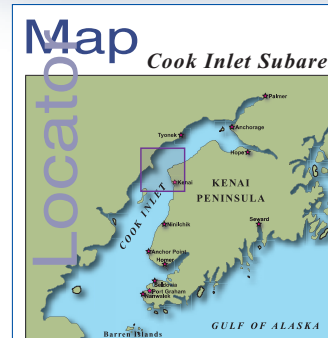 Map
Locator
Cook Inlet Subare
Palmer
Anchorage
Tyonek
Hope
Kenai
KENAI
PENINSULA
COOK INLET
Seward
Ninilchik
Anchor Point
Homer
Seldovia
Port Graham
Nanwalek
GULF OF ALASKA
Barren Islands